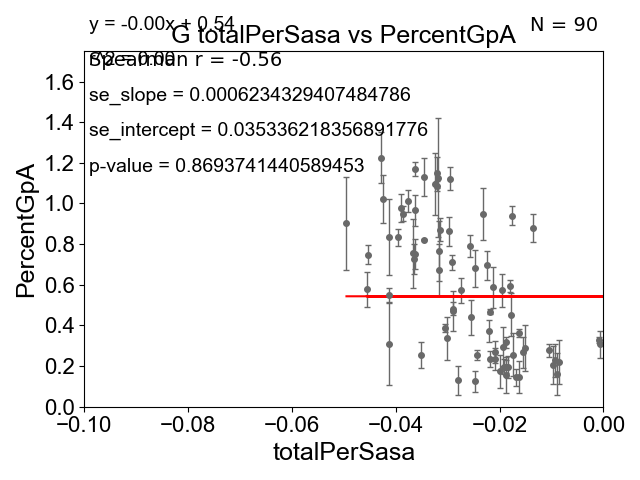 y = -0.00x + 0.54
N = 90
G totalPerSasa vs PercentGpA
Spearman r = -0.56
se_slope = 0.0006234329407484786
se_intercept = 0.035336218356891776
p-value = 0.8693741440589453
PercentGpA
1.6
1.4
1.2
1.0
0.8
0.6
0.4
0.2
0.0
−0.10
−0.08
−0.06
−0.04
−0.02
0.00
totalPerSasa